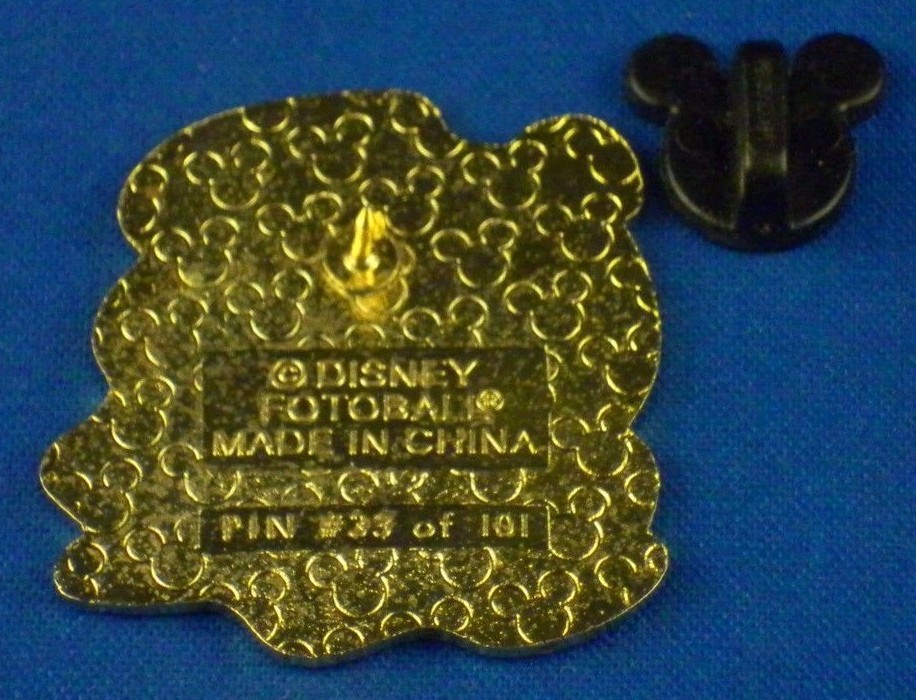 © DISNEY
FOTOBALL®
MADE IN CHINA
PIN #33 of 101